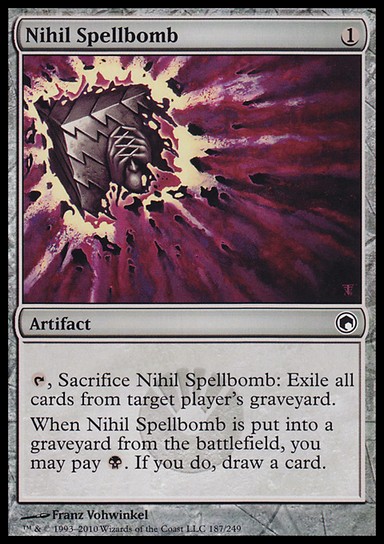 Nihil Spellbomb 1
Artifact
, Sacrifice Nihil Spellbomb: Exile all
cards from target player's graveyard.
When Nihil Spellbomb is put into a
graveyard from the battlefield, you
may pay . If you do, draw a card.
Franz Vohwinkel
™ & © 1993–2010 Wizards of the Coast LLC 187/249